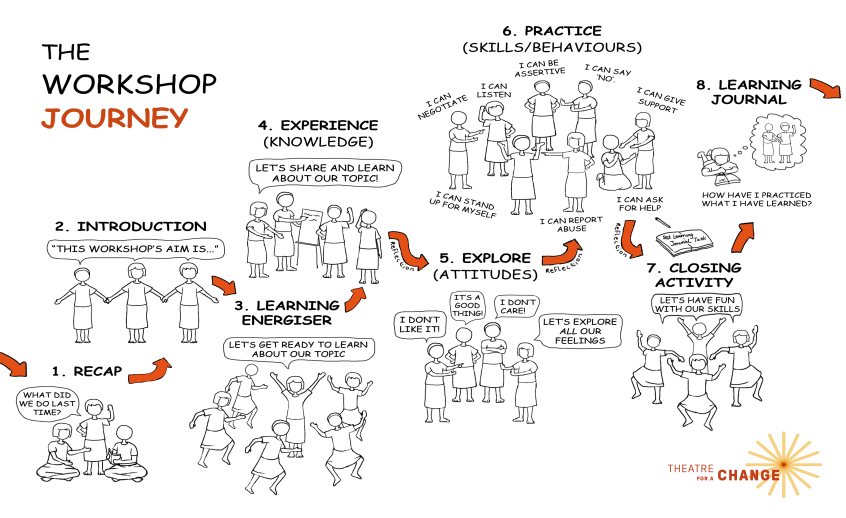 THE
WORKSHOP
JOURNEY
1. RECAP
WHAT DID
WE DO LAST
TIME?
2. INTRODUCTION
"THIS WORKSHOP'S AIM IS..."
3. LEARNING
ENERGISER
LET'S GET READY TO LEARN
ABOUT OUR TOPIC
4. EXPERIENCE
(KNOWLEDGE)
LET'S SHARE AND LEARN
ABOUT OUR TOPIC!
Reflection
5. EXPLORE
(ATTITUDES)
I DON'T
LIKE IT!
IT'S A
GOOD
THING!
I DON'T
CARE!
LET'S EXPLORE
ALL OUR
FEELINGS
Reflection
6. PRACTICE
(SKILLS/BEHAVIOURS)
I CAN
NEGOTIATE
I CAN
LISTEN
I CAN BE
ASSERTIVE
I CAN SAY
'NO'.
I CAN GIVE
SUPPORT
I CAN STAND
UP FOR MYSELF
I CAN REPORT
ABUSE
I CAN ASK
FOR HELP
Reflection
Learning
Journal
7. CLOSING
ACTIVITY
LET'S HAVE FUN
WITH OUR SKILLS
8. LEARNING
JOURNAL
HOW HAVE I PRACTICED
WHAT I HAVE LEARNED?
THEATRE
FOR A CHANGE